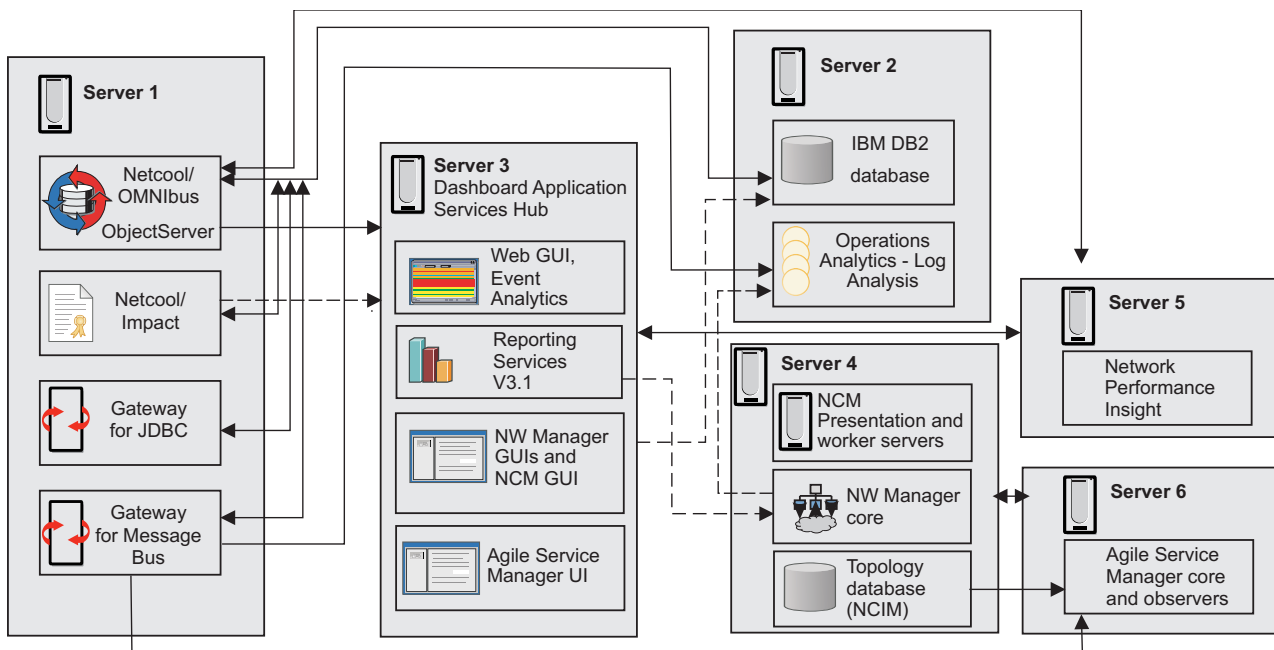 Server 1
Netcool/
OMNIbus
ObjectServer
Netcool/
Impact
Gateway
for JDBC
Gateway
for Message
Bus
Server 3
Dashboard Application
Services Hub
Web GUI,
Event
Analytics
Reporting
Services
V3.1
NW Manager
GUIs and
NCM GUI
Agile Service
Manager UI
Server 2
IBM DB2
database
Operations
Analytics - Log
Analysis
Server 4
NCM
Presentation and
worker servers
NW Manager
core
Topology
database
(NCIM)
Server 5
Network
Performance
Insight
Server 6
Agile Service
Manager core
and observers